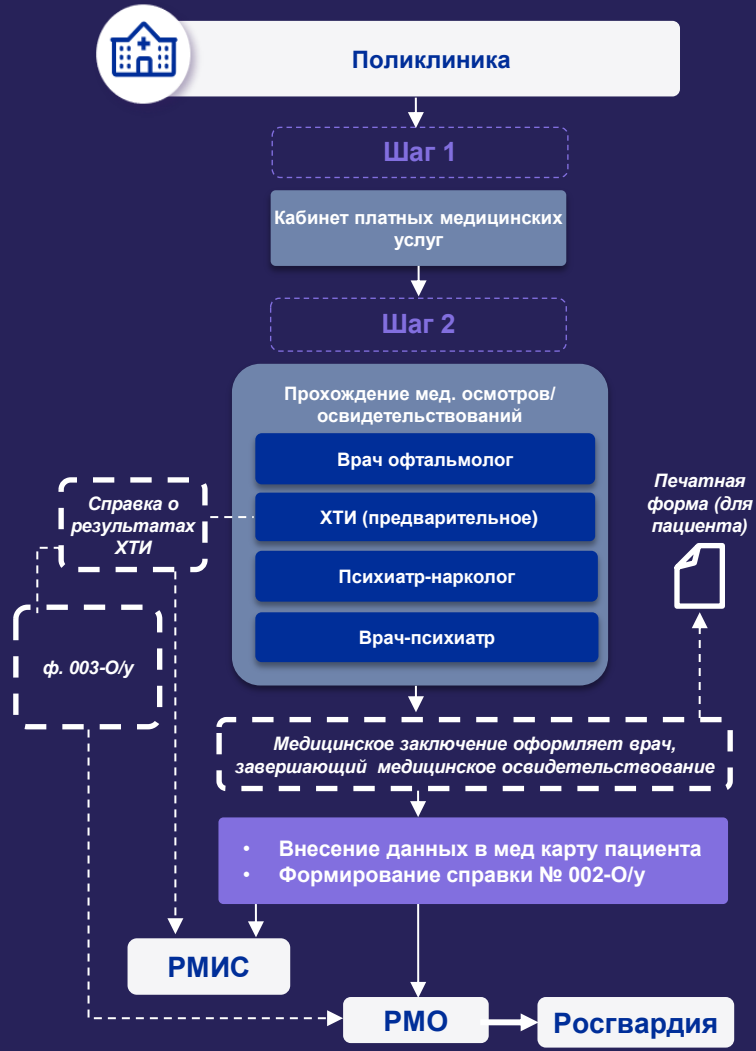 Поликлиника
Шаг 1
Кабинет платных медицинских
услуг
Шаг 2
Прохождение мед. осмотров/
освидетельствований
Врач офтальмолог
ХТИ (предварительное)
Психиатр-нарколог
Врач-психиатр
Справка о
результатах
ХТИ
ф. 003-О/у
Печатная
форма (для
пациента)
Медицинское заключение оформляет врач,
завершающий медицинское освидетельствование
• Внесение данных в мед карту пациента
• Формирование справки № 002-О/у
РМИС
РМО
Росгвардия